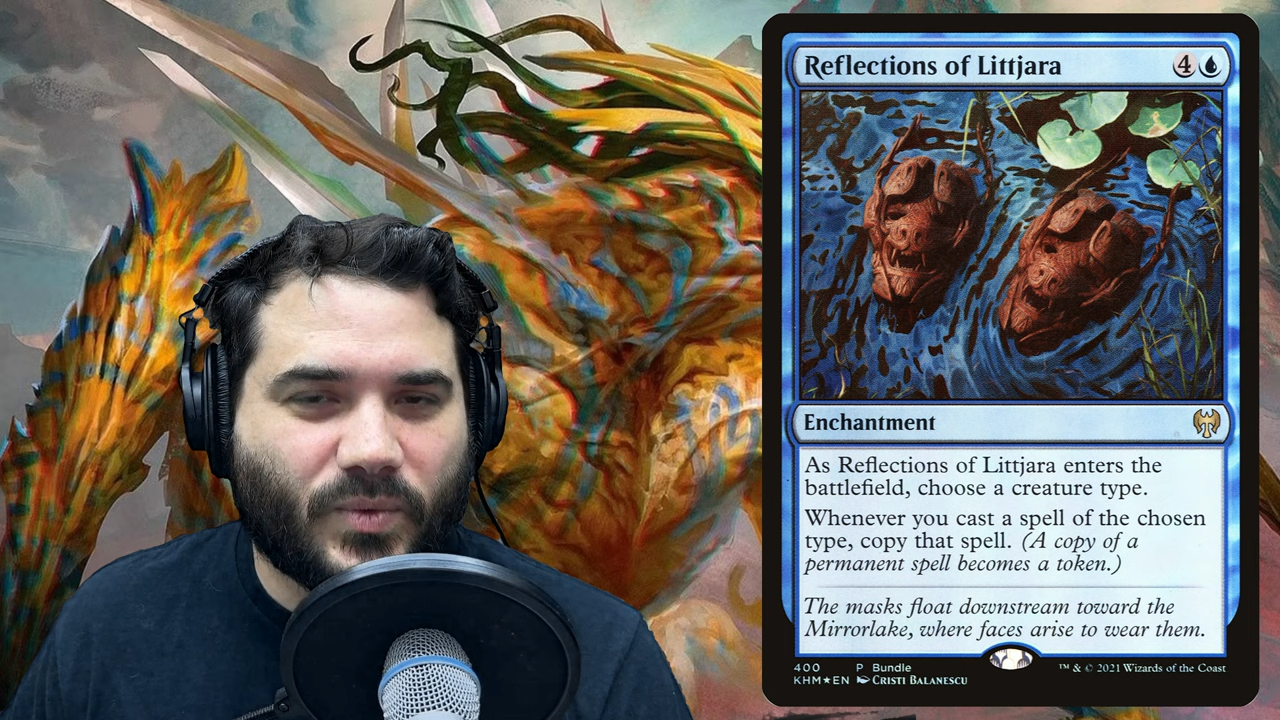 Reflections of Littjara
4
Enchantment
As Reflections of Littjara enters the
battlefield, choose a creature type.
Whenever you cast a spell of the chosen
type, copy that spell. (A copy of a
permanent spell becomes a token.)
The masks float downstream toward the
Mirrorlake, where faces arise to wear them.
400 P Bundle
KHM★EN CRISTI BALANESCU
™ & © 2021 Wizards of the Coast